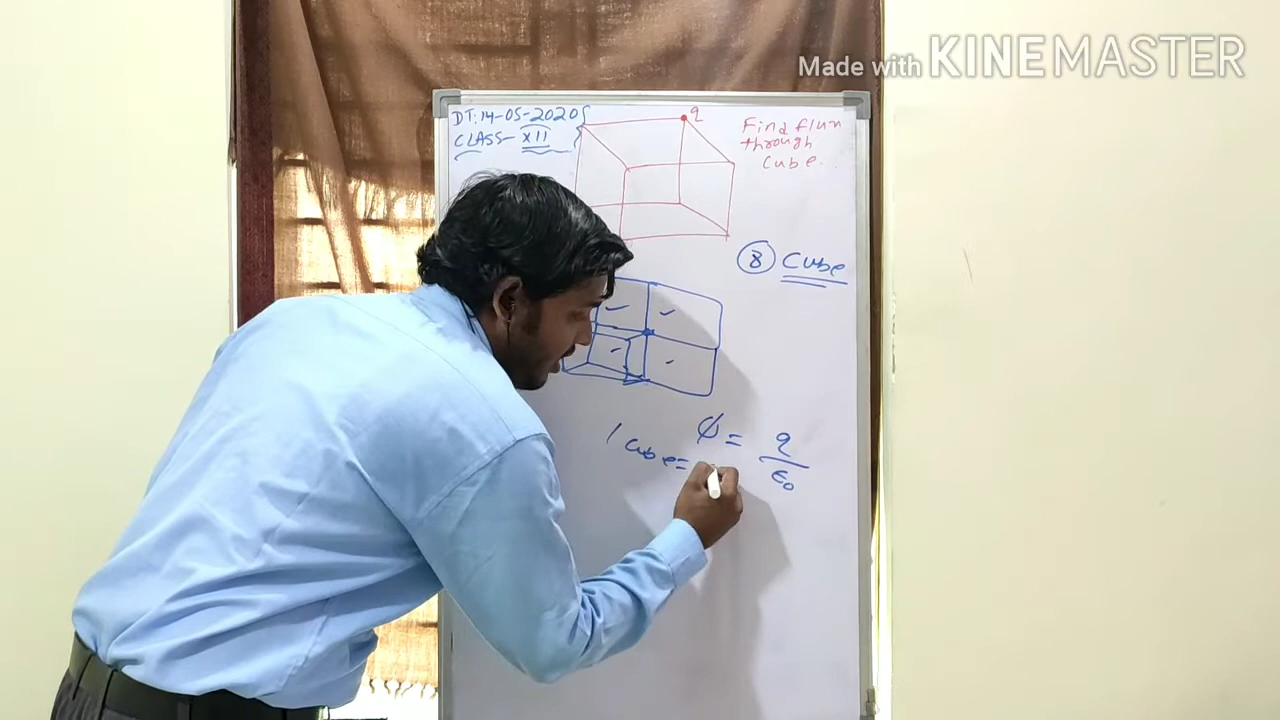 Made with KINEMASTER
DT:14-05-2020
CLASS- XII
q
Find flux
through
Cube..
8 Cube
φ = q/ε0
1 cube=